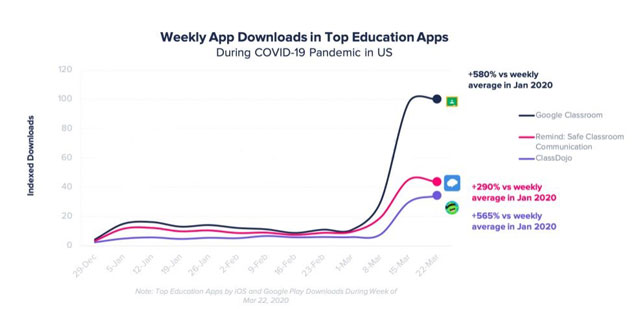 Weekly App Downloads in Top Education Apps
During COVID-19 Pandemic in US
Indexed Downloads
120
100
80
60
40
20
0
29-Dec
5-Jan
12-Jan
19-Jan
26-Jan
2-Feb
9-Feb
16-Feb
23-Feb
1-Mar
8-Mar
15-Mar
22-Mar
+580% vs weekly
average in Jan 2020
Google Classroom
Remind: Safe Classroom
Communication
ClassDojo
+290% vs weekly
average in Jan 2020
+565% vs weekly
average in Jan 2020
Note: Top Education Apps by iOS and Google Play Downloads During Week of
Mar 22, 2020